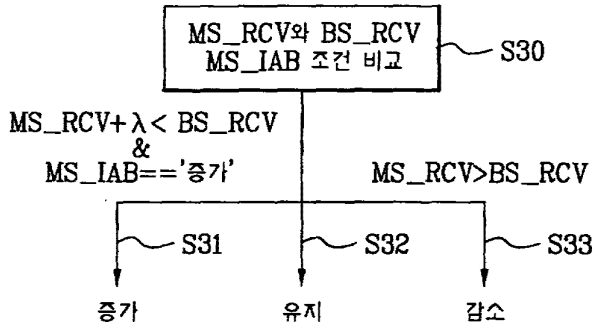 MS_RCV와 BS_RCV
MS_IAB 조건 비교
S30
MS_RCV+λ< BS_RCV
&
MS_IAB=='증가'
MS_RCV>BS_RCV
S31
S32
S33
증가
유지
감소